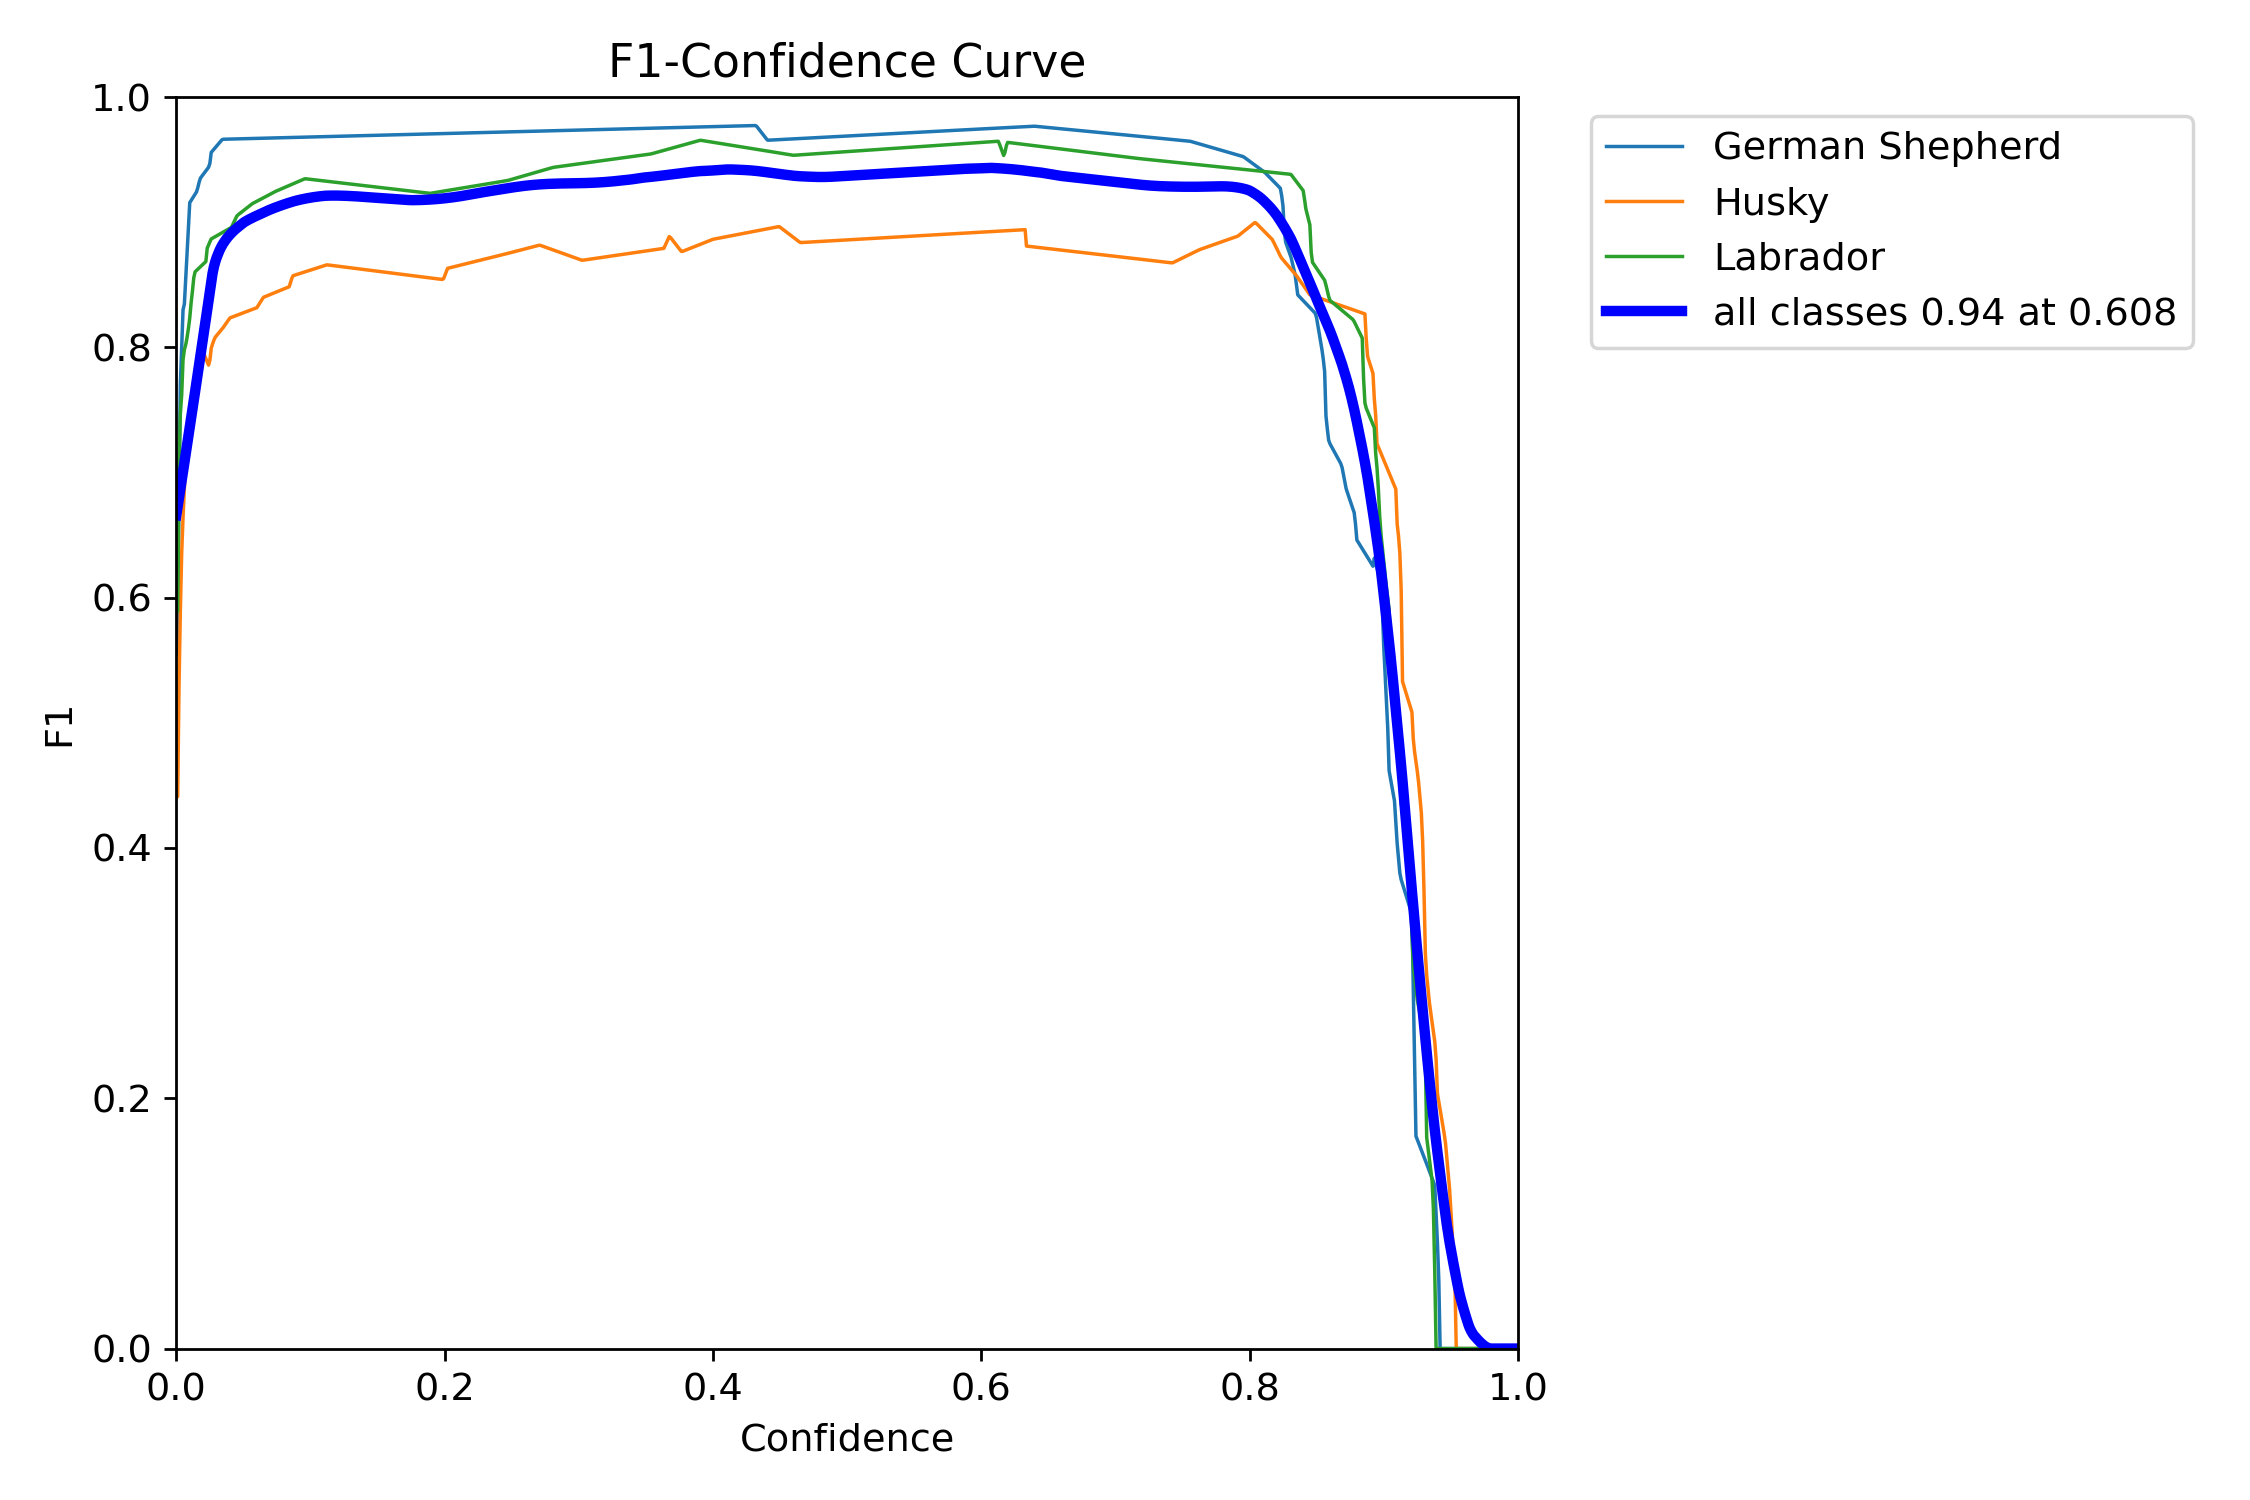 F1-Confidence Curve
1.0
0.8
0.6
0.4
0.2
0.0
F1
0.0 0.2 0.4 0.6 0.8 1.0
Confidence
German Shepherd
Husky
Labrador
all classes 0.94 at 0.608